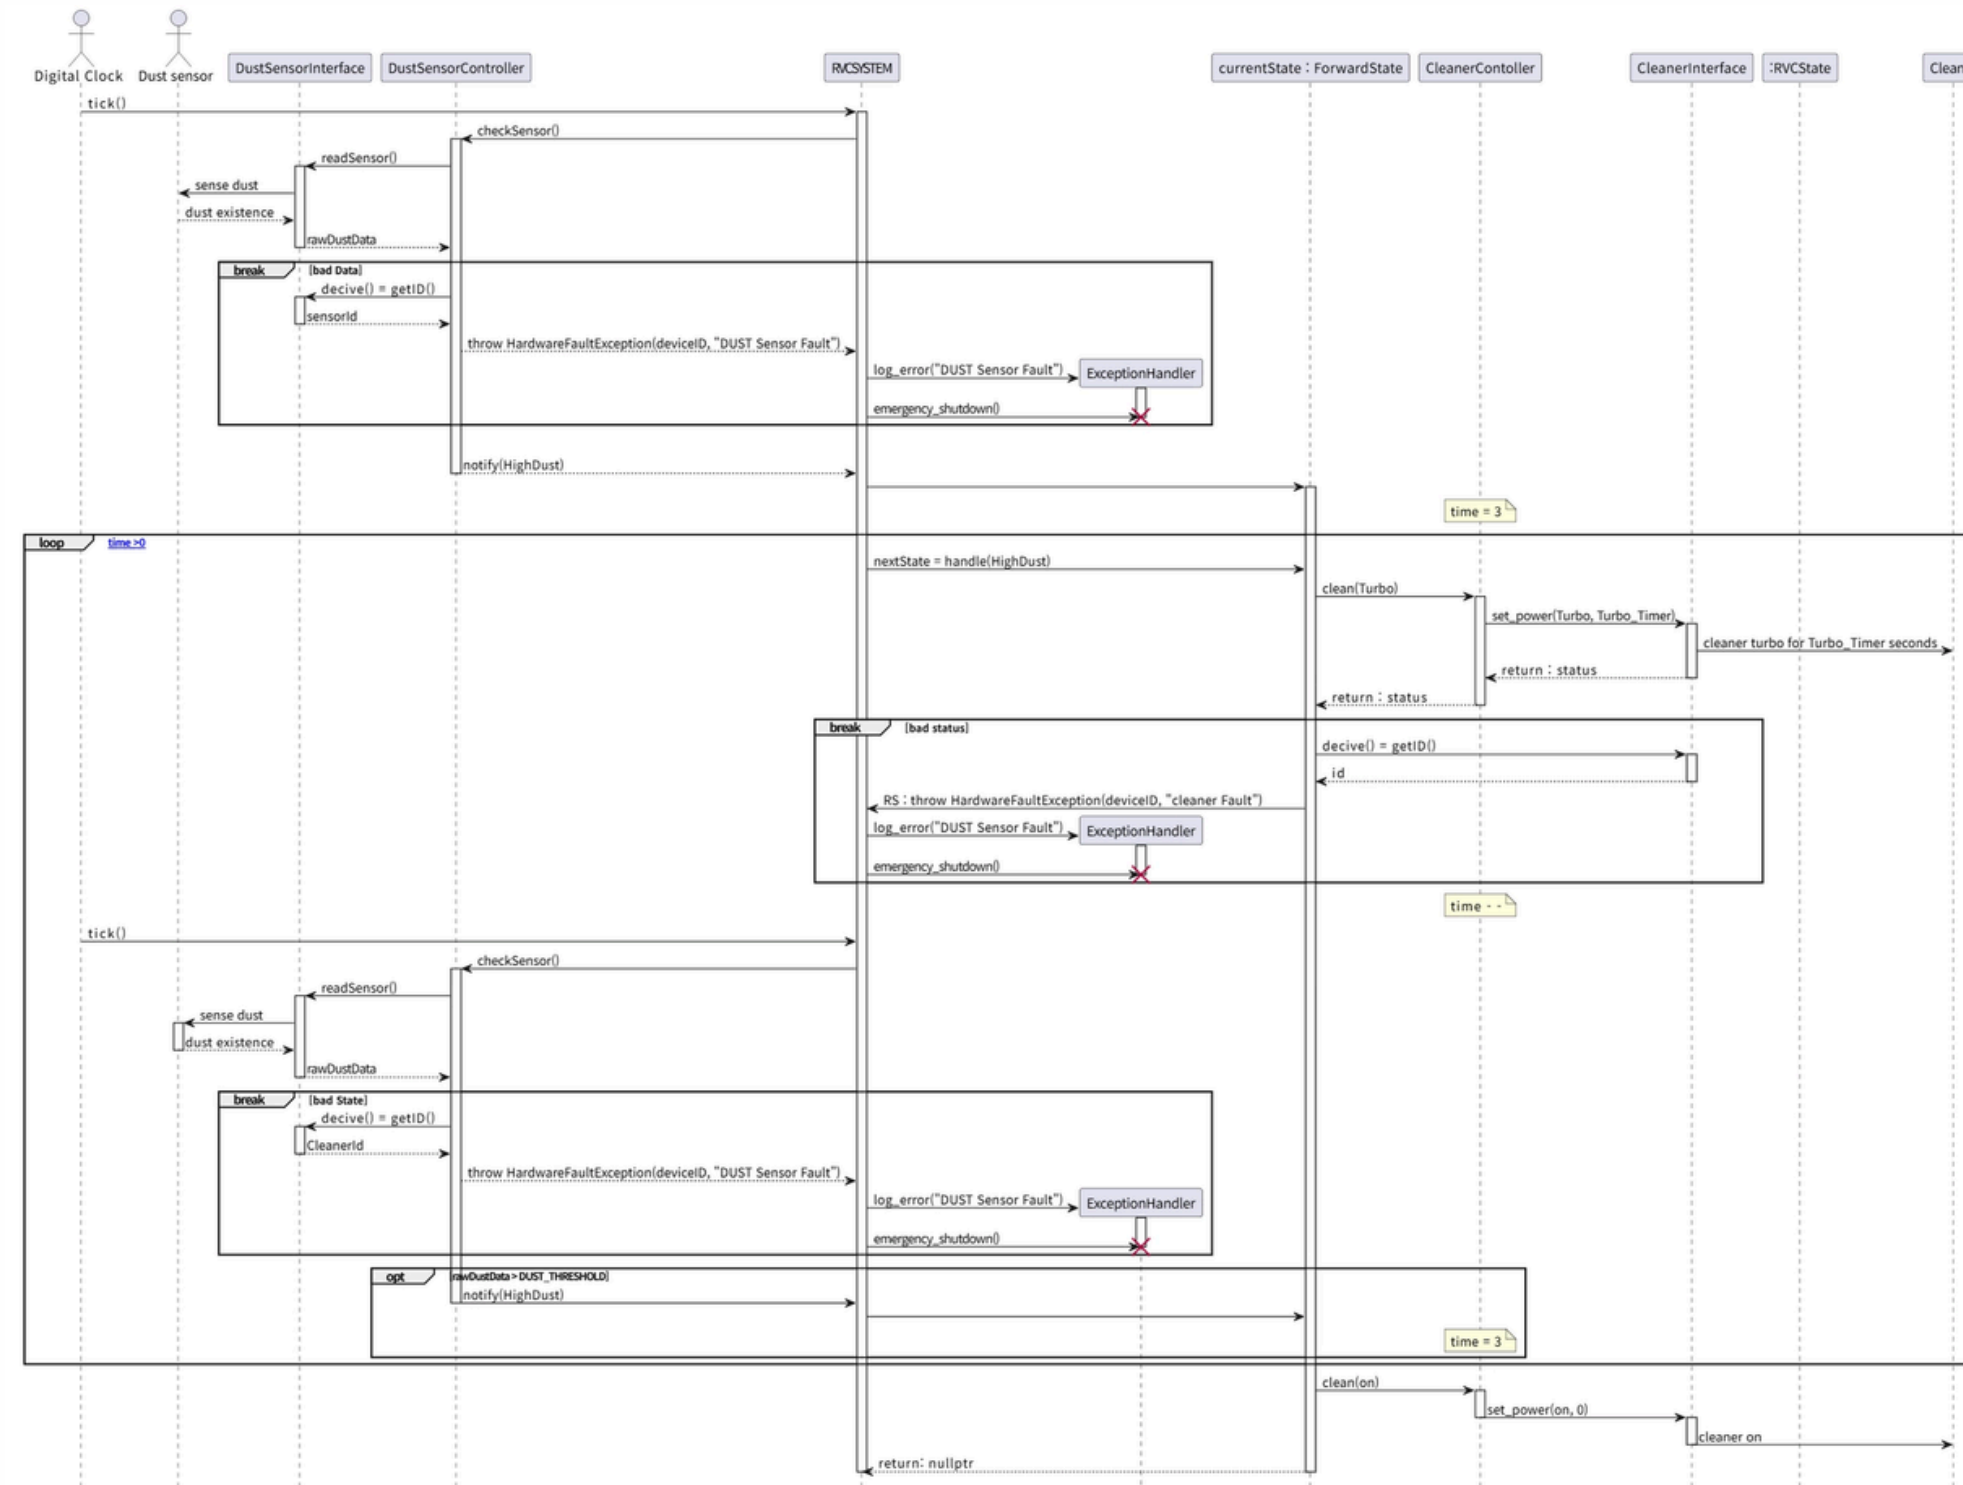 Digital Clock
Dust sensor
DustSensorInterface
DustSensorController
RVCSYSTEM
currentState : ForwardState
CleanerContoller
CleanerInterface
:RVCState
Clean
tick()
checkSensor()
readSensor()
sense dust
dust existence
rawDustData
break [bad Data]
decive() = getID()
sensorId
throw HardwareFaultException(deviceID, "DUST Sensor Fault")
log_error("DUST Sensor Fault")
ExceptionHandler
emergency_shutdown()
notify(HighDust)
time = 3
loop time >0
nextState = handle(HighDust)
clean(Turbo)
set_power(Turbo, Turbo_Timer)
cleaner turbo for Turbo_Timer seconds
return : status
return : status
break [bad status]
decive() = getID()
id
RS : throw HardwareFaultException(deviceID, "cleaner Fault")
log_error("DUST Sensor Fault")
ExceptionHandler
emergency_shutdown()
time - -
tick()
checkSensor()
readSensor()
sense dust
dust existence
rawDustData
break [bad State]
decive() = getID()
CleanerId
throw HardwareFaultException(deviceID, "DUST Sensor Fault")
log_error("DUST Sensor Fault")
ExceptionHandler
emergency_shutdown()
opt [rawDustData > DUST_THRESHOLD]
notify(HighDust)
time = 3
clean(on)
set_power(on, 0)
cleaner on
return: nullptr